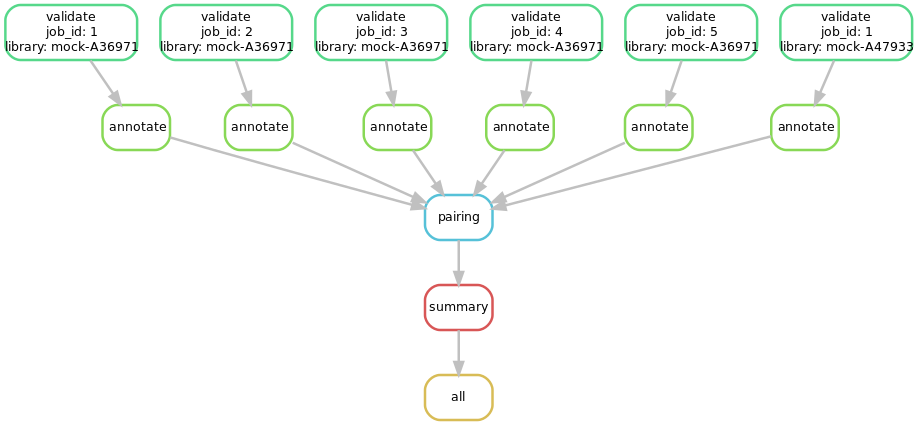 validate
job_id: 1
library: mock-A36971
validate
job_id: 2
library: mock-A36971
validate
job_id: 3
library: mock-A36971
validate
job_id: 4
library: mock-A36971
validate
job_id: 5
library: mock-A36971
validate
job_id: 1
library: mock-A47933
annotate
annotate
annotate
annotate
annotate
annotate
pairing
summary
all